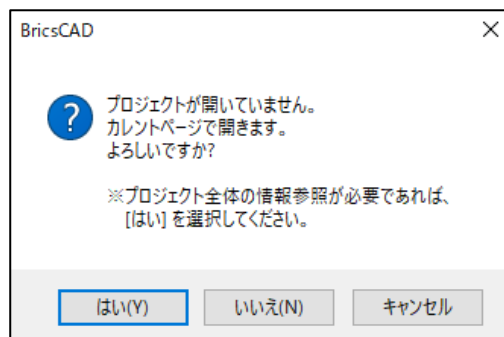 BricsCAD
プロジェクトが開いていません。
カレントページで開きます。
よろしいですか?
※プロジェクト全体の情報参照が必要であれば、
[はい] を選択してください。
はい(Y)
いいえ(N)
キャンセル